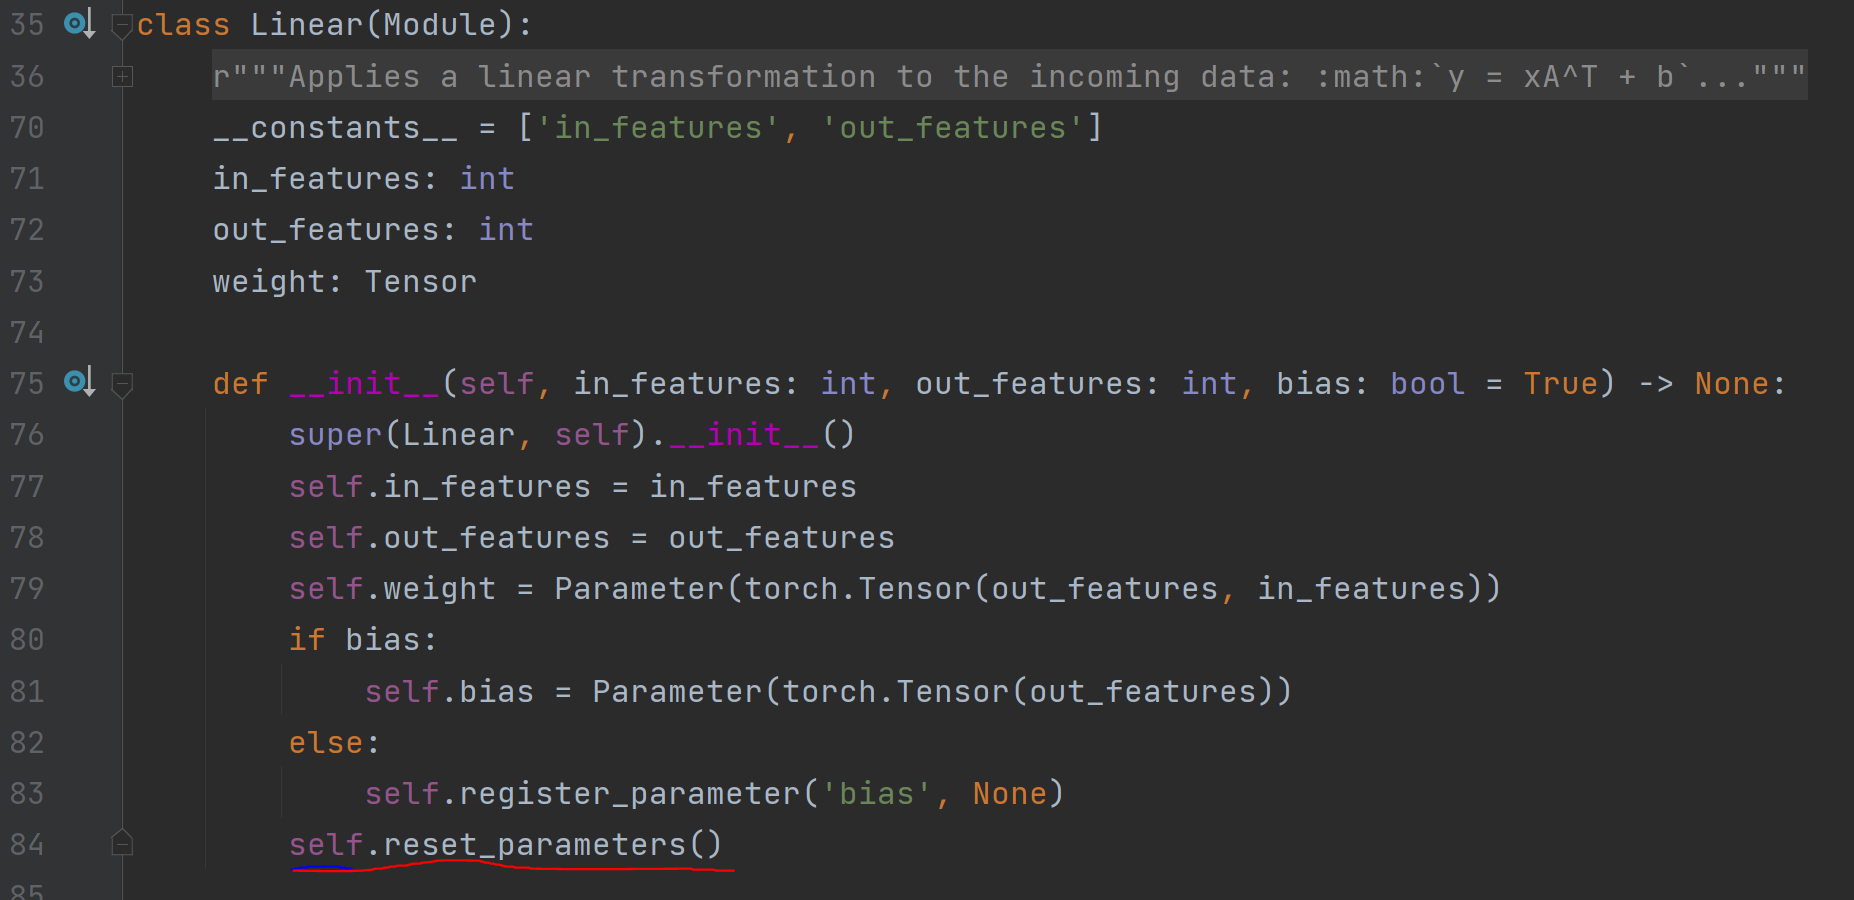 35 class Linear(Module):
36 r"""Applies a linear transformation to the incoming data: :math:`y = xA^T + b`..."""
70 __constants__ = ['in_features', 'out_features']
71 in_features: int
72 out_features: int
73 weight: Tensor
74
75 def __init__(self, in_features: int, out_features: int, bias: bool = True) -> None:
76 super(Linear, self).__init__()
77 self.in_features = in_features
78 self.out_features = out_features
79 self.weight = Parameter(torch.Tensor(out_features, in_features))
80 if bias:
81 self.bias = Parameter(torch.Tensor(out_features))
82 else:
83 self.register_parameter('bias', None)
84 self.reset_parameters()
85